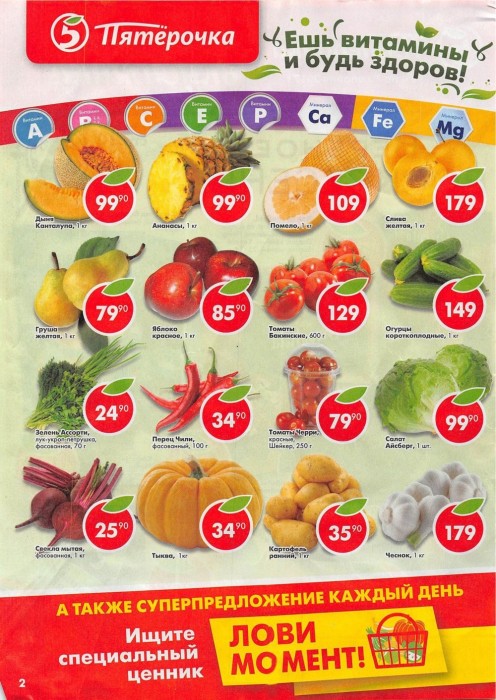 5 Пятёрочка
Ешь витамины
и будь здоров!
Витамин
A
Витамин
Витамин
C
Витамин
E
Витамин
P
Минерал
Ca
Минерал
Fe
Минерал
Mg
99 90
Дыня
Канталупа, 1 кг
99 90
Ананасы, 1 кг
109
Помело, 1 кг
179
Слива
желтая, 1 кг
79 90
Груша
желтая, 1 кг
85 90
Яблоко
красное, 1 кг
129
Томаты
Бакинские, 600 г
149
Огурцы
короткоплодные, 1 кг
24 90
Зелень Ассорти,
лук-укроп-петрушка,
фасованная, 70 г
34 90
Перец Чили,
фасованный, 100 г
79 90
Томаты Черри,
красные,
Шейкер, 250 г
99 90
Салат
Айсберг, 1 шт.
25 90
Свекла мытая,
фасованная, 1 кг
34 90
Тыква, 1 кг
35 90
Картофель
ранний, 1 кг
179
Чеснок, 1 кг
А ТАКЖЕ СУПЕРПРЕДЛОЖЕНИЕ КАЖДЫЙ ДЕНЬ
Ищите
специальный
ценник
ЛОВИ
МОМЕНТ!
2